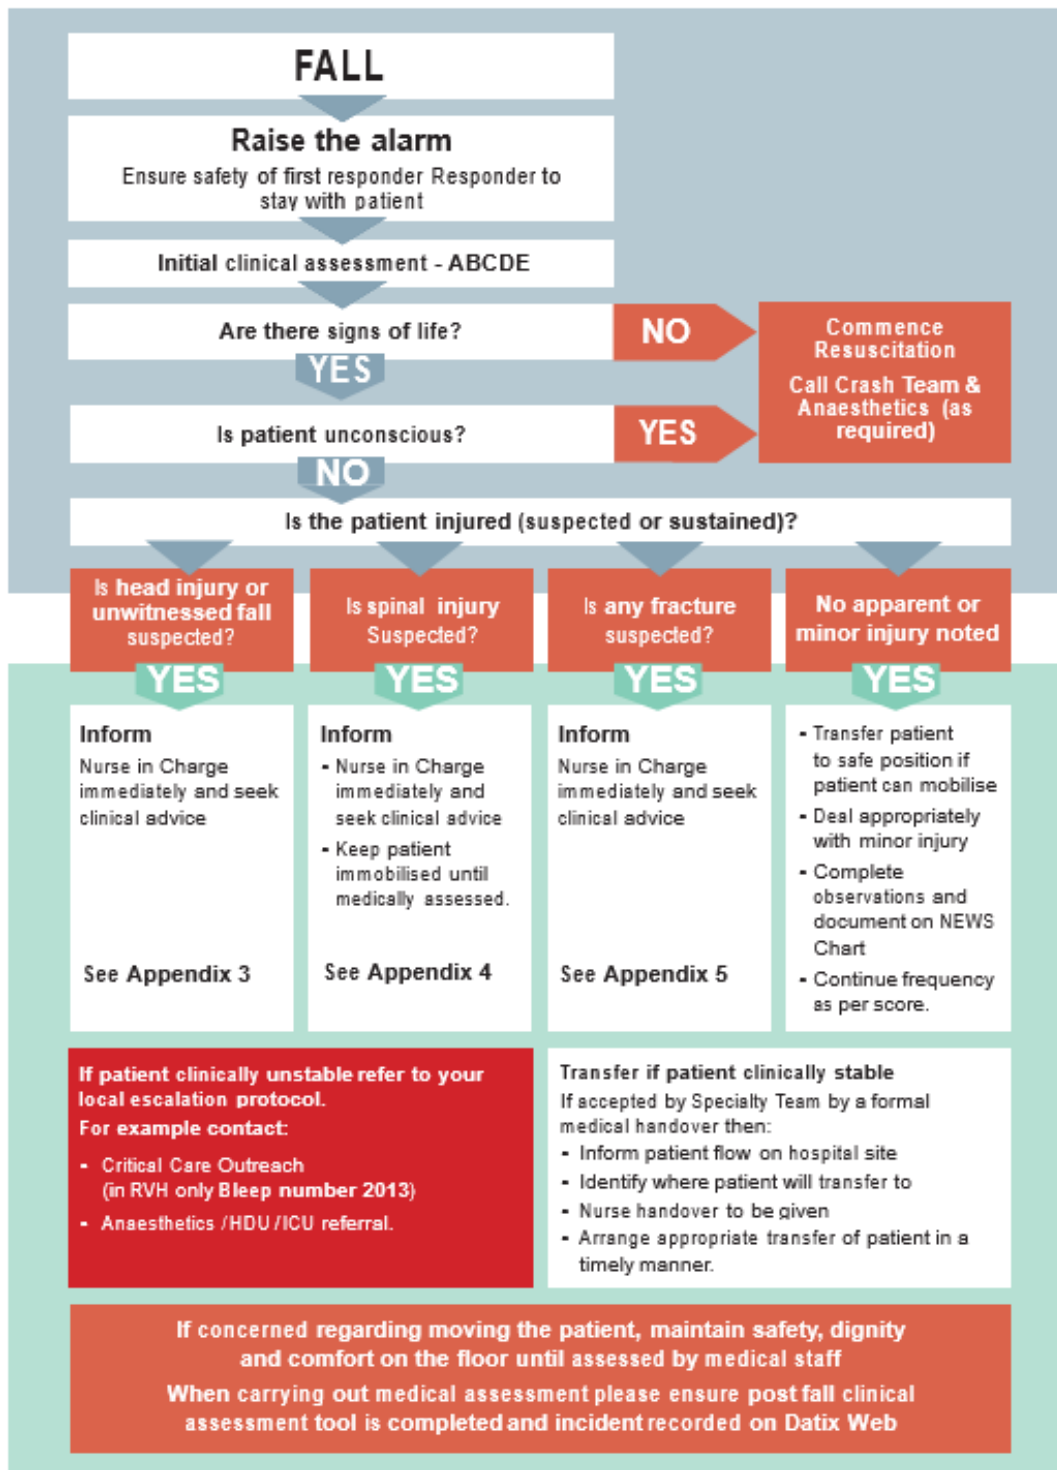 FALL
Raise the alarm
Ensure safety of first responder Responder to
stay with patient
Initial clinical assessment - ABCDE
Are there signs of life?
NO
Commence
Resuscitation
Call Crash Team &
Anaesthetics (as
required)
YES
Is patient unconscious?
YES
NO
Is the patient injured (suspected or sustained)?
Is head injury or
unwitnessed fall
suspected?
YES
Inform
Nurse in Charge
immediately and seek
clinical advice
See Appendix 3
Is spinal injury
Suspected?
YES
Inform
- Nurse in Charge
immediately and
seek clinical advice
- Keep patient
immobilised until
medically assessed.
See Appendix 4
Is any fracture
suspected?
YES
Inform
Nurse in Charge
immediately and seek
clinical advice
See Appendix 5
No apparent or
minor injury noted
YES
- Transfer patient
to safe position if
patient can mobilise
- Deal appropriately
with minor injury
- Complete
observations and
document on NEWS
Chart
- Continue frequency
as per score.
If patient clinically unstable refer to your
local escalation protocol.
For example contact:
- Critical Care Outreach
(in RVH only Bleep number 2013)
- Anaesthetics /HDU/ICU referral.
Transfer if patient clinically stable
If accepted by Specialty Team by a formal
medical handover then:
- Inform patient flow on hospital site
- Identify where patient will transfer to
- Nurse handover to be given
- Arrange appropriate transfer of patient in a
timely manner.
If concerned regarding moving the patient, maintain safety, dignity
and comfort on the floor until assessed by medical staff
When carrying out medical assessment please ensure post fall clinical
assessment tool is completed and incident recorded on Datix Web